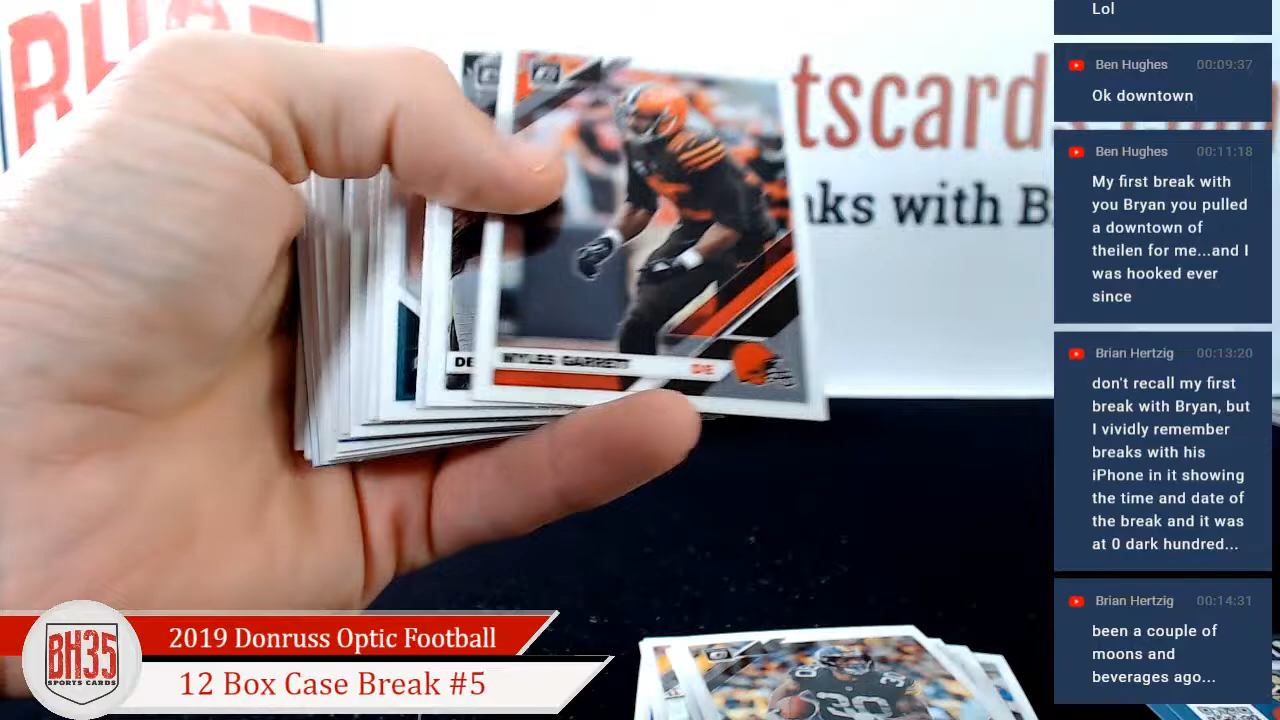 Lol
Ben Hughes 00:09:37
Ok downtown
Ben Hughes 00:11:18
My first break with
you Bryan you pulled
a downtown of
theilen for me...and I
was hooked ever
since
Brian Hertzig 00:13:20
don't recall my first
break with Bryan, but
I vividly remember
breaks with his
iPhone in it showing
the time and date of
the break and it was
at 0 dark hundred...
Brian Hertzig 00:14:31
been a couple of
moons and
beverages ago...
tscard
ks with B
MYLES GARRETT DE
DE
BH35
SPORTS CARDS
2019 Donruss Optic Football
12 Box Case Break #5